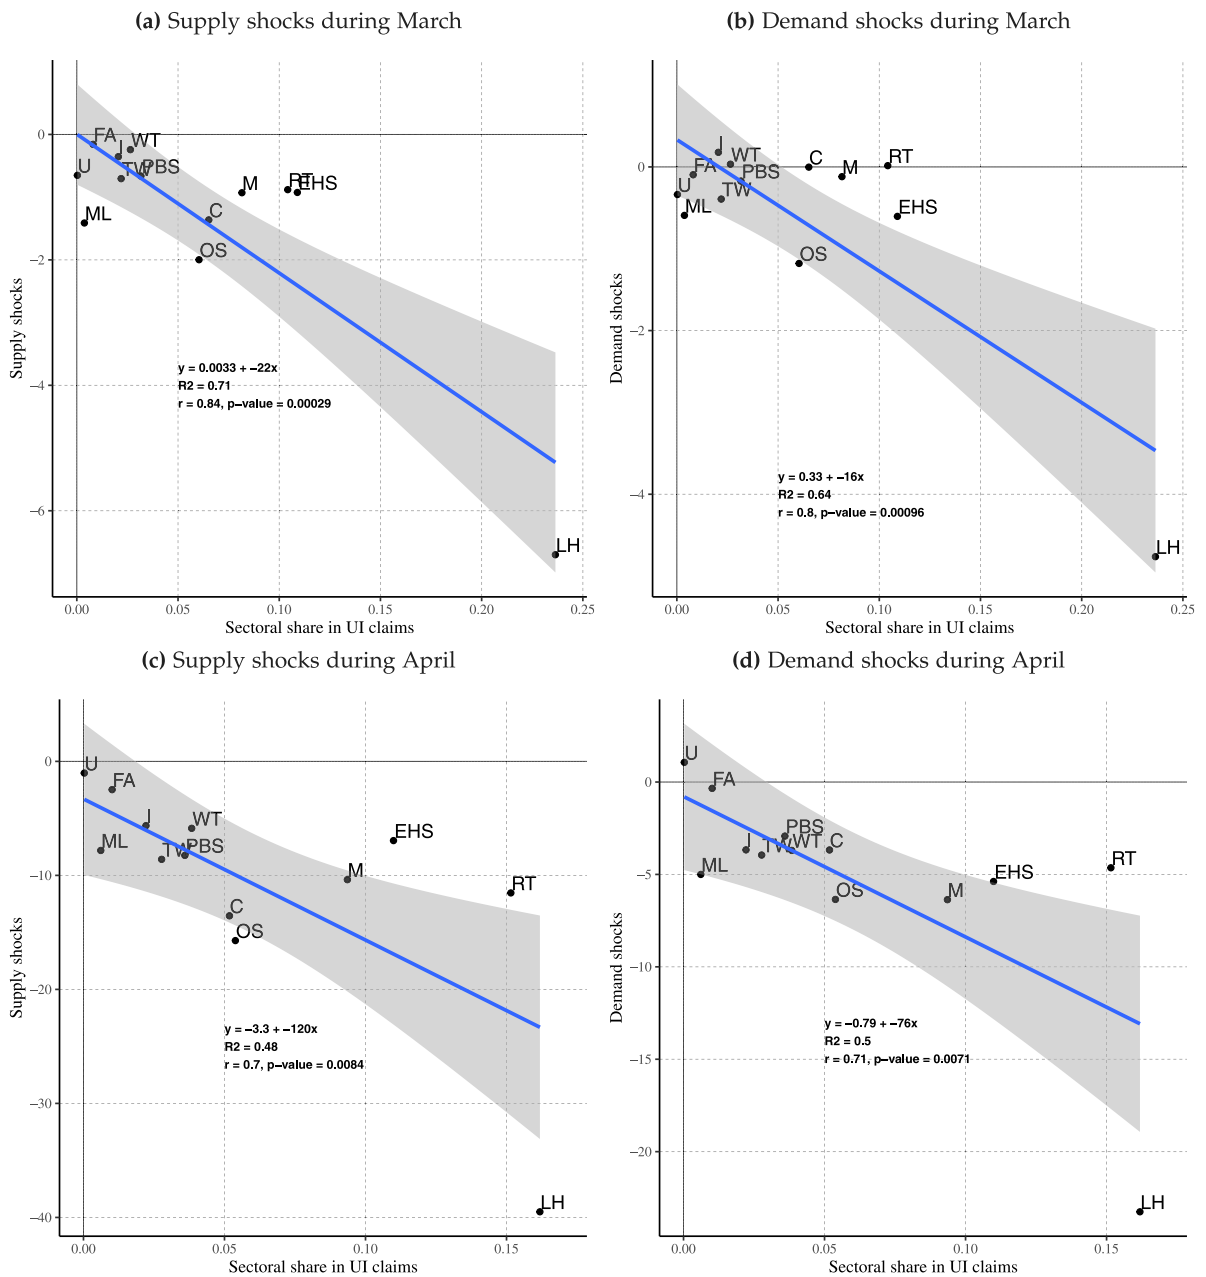 (a) Supply shocks during March
0
−2
−4
−6
Supply shocks
FA
I
WT
U
TW
PBS
ML
M
RT
EHS
C
OS
LH
y = 0.0033 + −22x
R2 = 0.71
r = 0.84, p−value = 0.00029
0.00 0.05 0.10 0.15 0.20 0.25
Sectoral share in UI claims
(b) Demand shocks during March
0
−2
−4
Demand shocks
I
WT
FA
PBS
U
TW
ML
C
M
RT
EHS
OS
LH
y = 0.33 + −16x
R2 = 0.64
r = 0.8, p−value = 0.00096
0.00 0.05 0.10 0.15 0.20 0.25
Sectoral share in UI claims
(c) Supply shocks during April
0
−10
−20
−30
−40
Supply shocks
U
FA
I
WT
ML
TW
PBS
EHS
M
RT
C
OS
LH
y = −3.3 + −120x
R2 = 0.48
r = 0.7, p−value = 0.0084
0.00 0.05 0.10 0.15
Sectoral share in UI claims
(d) Demand shocks during April
0
−5
−10
−15
−20
Demand shocks
U
FA
PBS
I
TW
WT
C
ML
EHS
RT
OS
M
LH
y = −0.79 + −76x
R2 = 0.5
r = 0.71, p−value = 0.0071
0.00 0.05 0.10 0.15
Sectoral share in UI claims